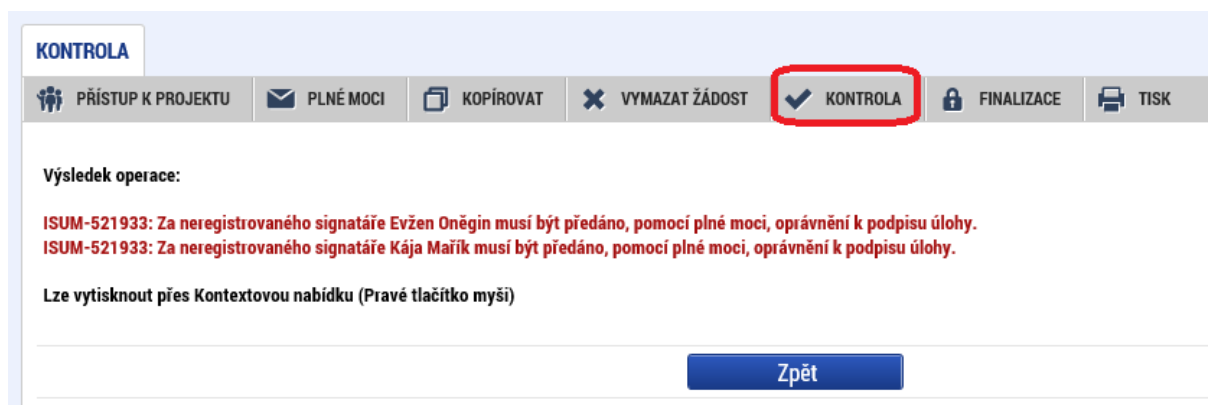 KONTROLA
PŘÍSTUP K PROJEKTU PLNÉ MOCI KOPÍROVAT VYMAZAT ŽÁDOST KONTROLA FINALIZACE TISK
Výsledek operace:
ISUM-521933: Za neregistrovaného signatáře Evžen Oněgin musí být předáno, pomocí plné moci, oprávnění k podpisu úlohy.
ISUM-521933: Za neregistrovaného signatáře Kája Mařík musí být předáno, pomocí plné moci, oprávnění k podpisu úlohy.
Lze vytisknout přes Kontextovou nabídku (Pravé tlačítko myši)
Zpět